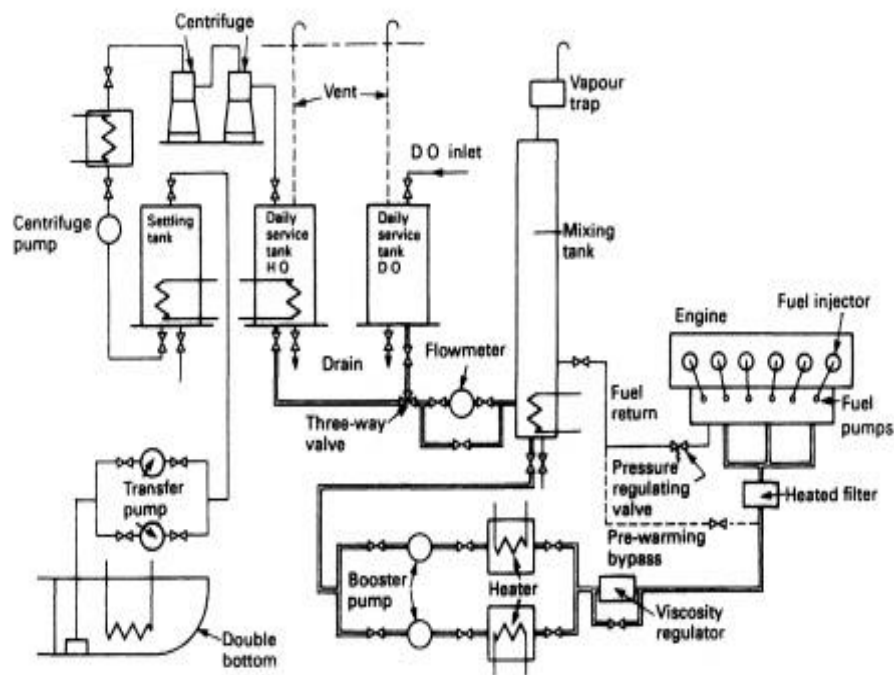 Centrifuge
Vent
Vapour
trap
D O inlet
Centrifuge
pump
Settling
tank
Daily
service
tank
H O
Daily
service
tank
D O
Mixing
tank
Fuel injector
Engine
Drain
Flowmeter
Fuel
return
Fuel
pumps
Three-way
valve
Transfer
pump
Pressure
regulating
valve
Heated filter
Pre-warming
bypass
Booster
pump
Heater
Viscosity
regulator
Double
bottom